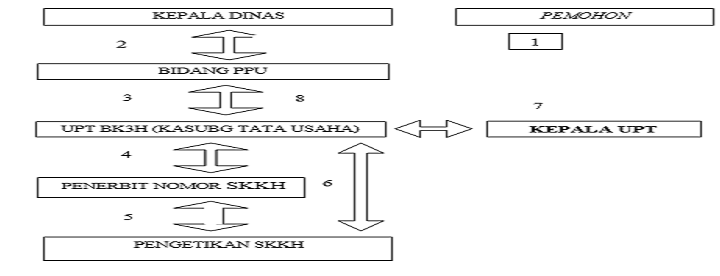 KEPALA DINAS
PEMOHON
2
1
BIDANG PPU
3
8
7
UPT BK3H (KASUBG TATA USAHA)
KEPALA UPT
4
PENERBIT NOMOR SKKH
6
5
PENGETIKAN SKKH